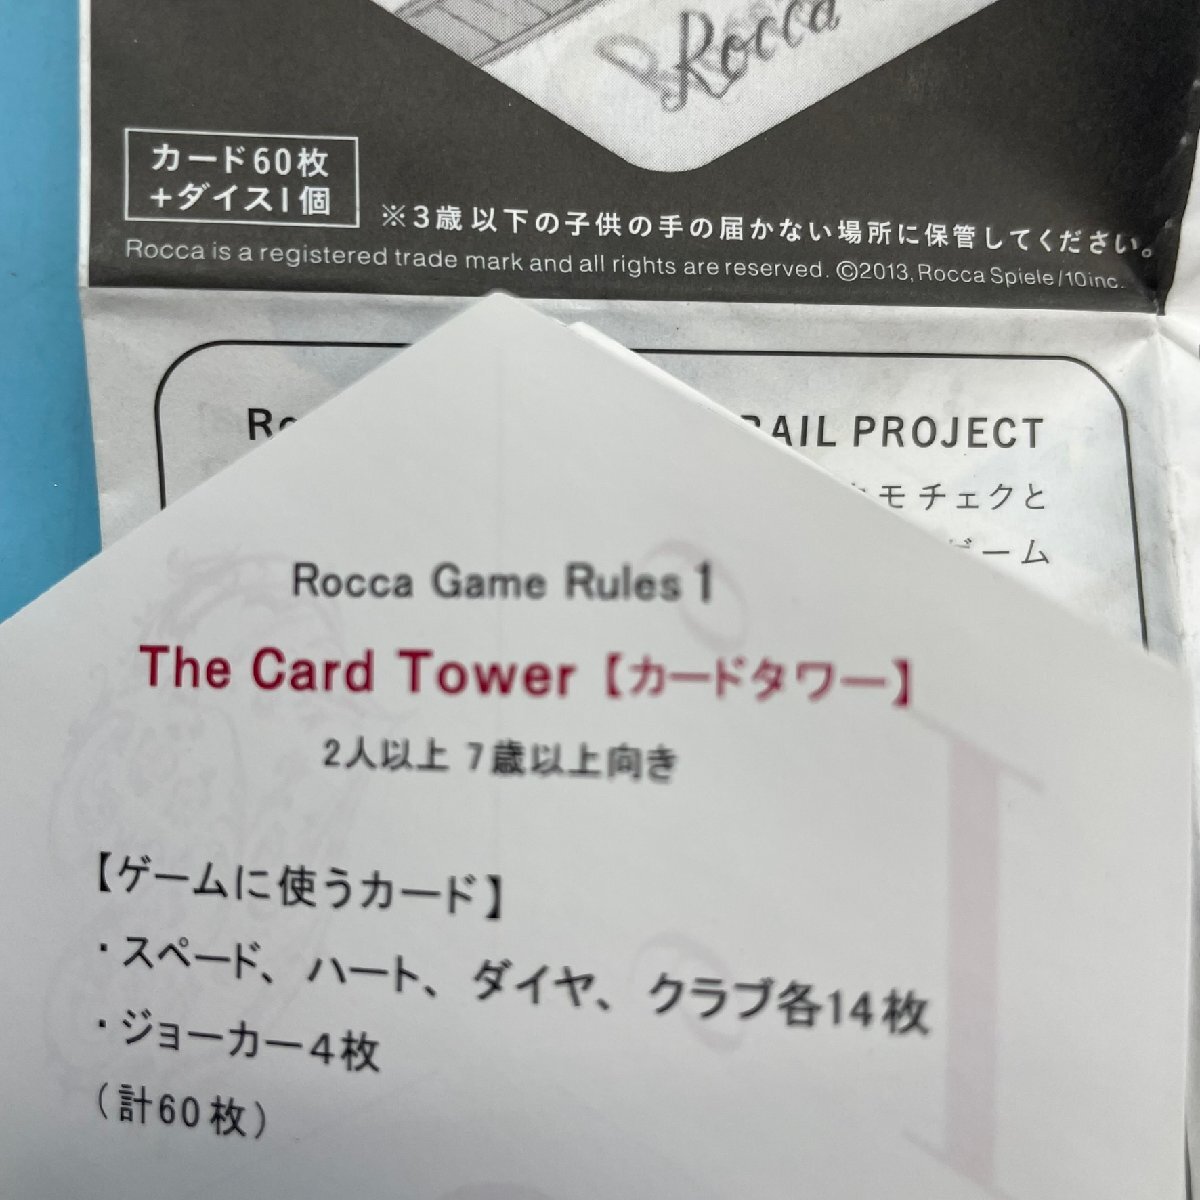 Rocca
カード60枚
+ダイス1個
※3歳以下の子供の手の届かない場所に保管してください。
Rocca is a registered trade mark and all rights are reserved. ©2013, Rocca Spiele/10inc.
RAIL PROJECT
モチェクと
ゲーム
Rocca Game Rules 1
The Card Tower【カードタワー】
2人以上 7歳以上向き
【ゲームに使うカード】
・スペード、ハート、ダイヤ、クラブ各14枚
・ジョーカー4枚
(計60枚)